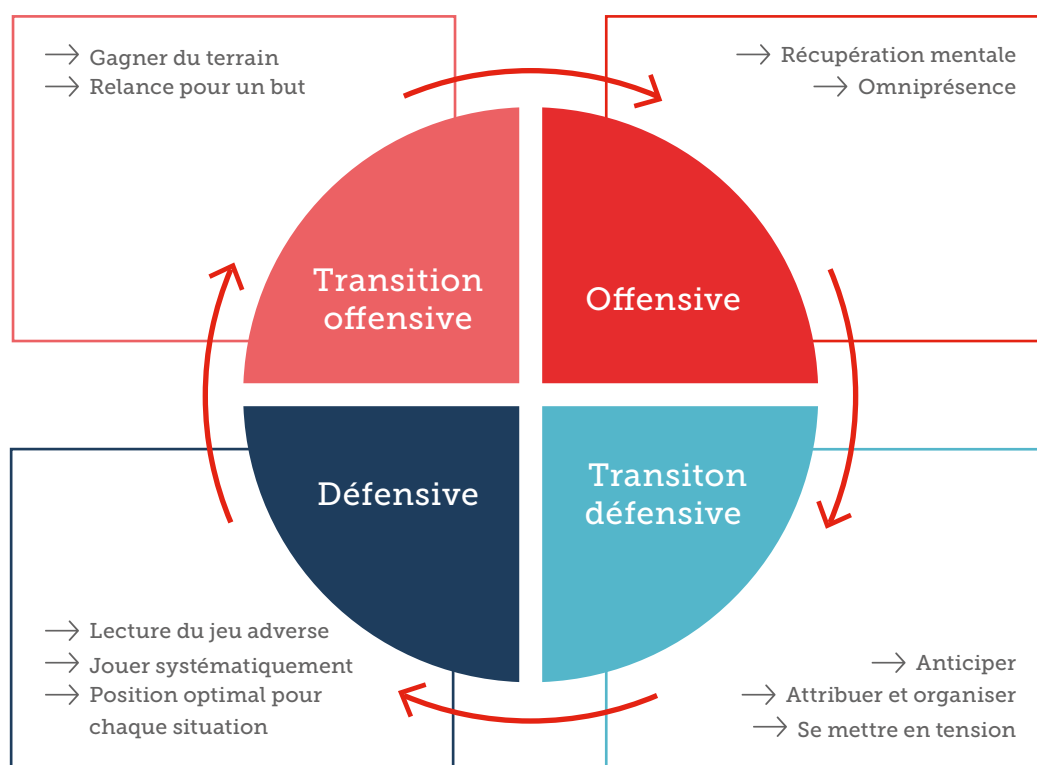 → Gagner du terrain
→ Relance pour un but
→ Récupération mentale
→ Omniprésence
Transition
offensive
Offensive
Défensive
Transiton
défensive
→ Lecture du jeu adverse
→ Jouer systématiquement
→ Position optimal pour
chaque situation
→ Anticiper
→ Attribuer et organiser
→ Se mettre en tension